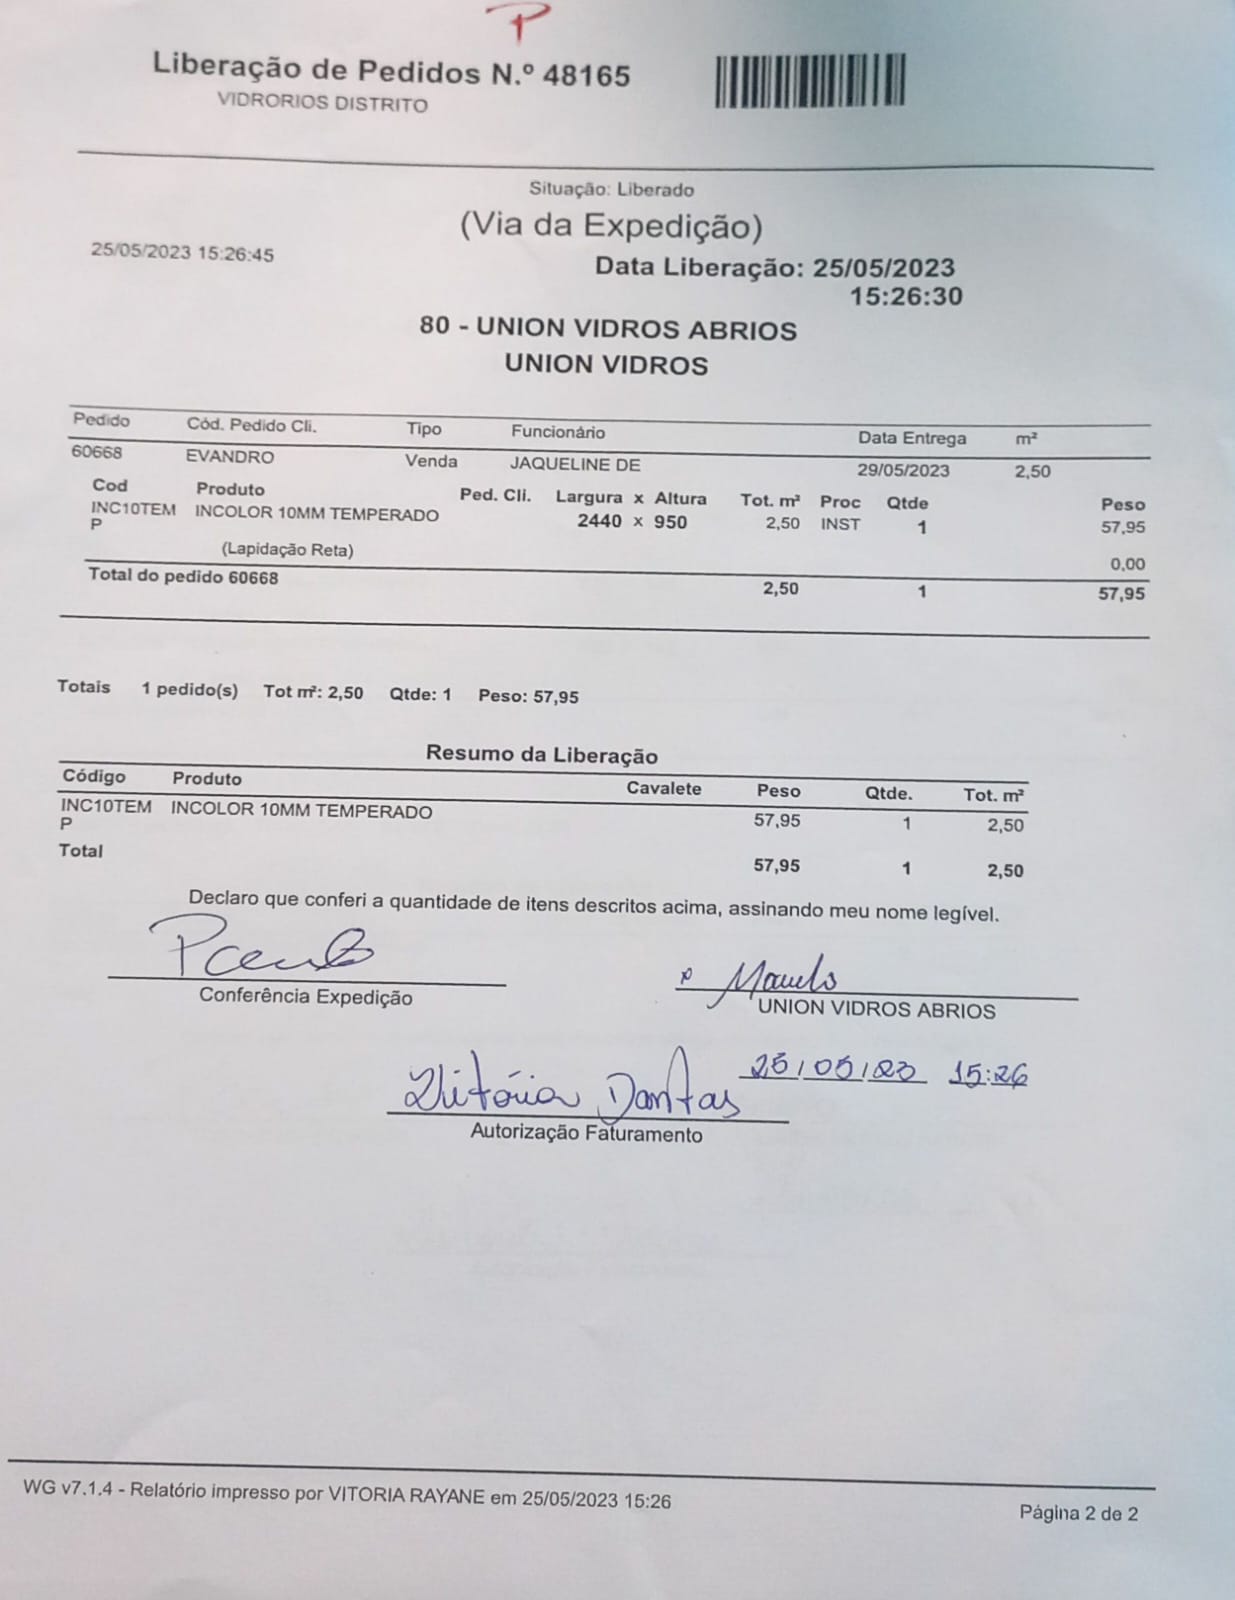 P
Liberação de Pedidos N.º 48165
VIDRORIOS DISTRITO
Situação: Liberado
(Via da Expedição)
25/05/2023 15:26:45
Data Liberação: 25/05/2023
15:26:30
80 - UNION VIDROS ABRIOS
UNION VIDROS
Pedido Cód. Pedido Cli. Tipo Funcionário Data Entrega m²
60668 EVANDRO Venda JAQUELINE DE 29/05/2023 2,50
Cod Produto Ped. Cli. Largura x Altura Tot. m² Proc Qtde Peso
INC10TEM INCOLOR 10MM TEMPERADO 2440 x 950 2,50 INST 1 57,95
P
(Lapidação Reta) 0,00
Total do pedido 60668 2,50 1 57,95
Totais 1 pedido(s) Tot m²: 2,50 Qtde: 1 Peso: 57,95
Resumo da Liberação
Código Produto Cavalete Peso Qtde. Tot. m²
INC10TEM INCOLOR 10MM TEMPERADO 57,95 1 2,50
P
Total 57,95 1 2,50
Declaro que conferi a quantidade de itens descritos acima, assinando meu nome legível.
Conferência Expedição
UNION VIDROS ABRIOS
Vitória Dantas 25/05/23 15:26
Autorização Faturamento
WG v7.1.4 - Relatório impresso por VITORIA RAYANE em 25/05/2023 15:26
Página 2 de 2